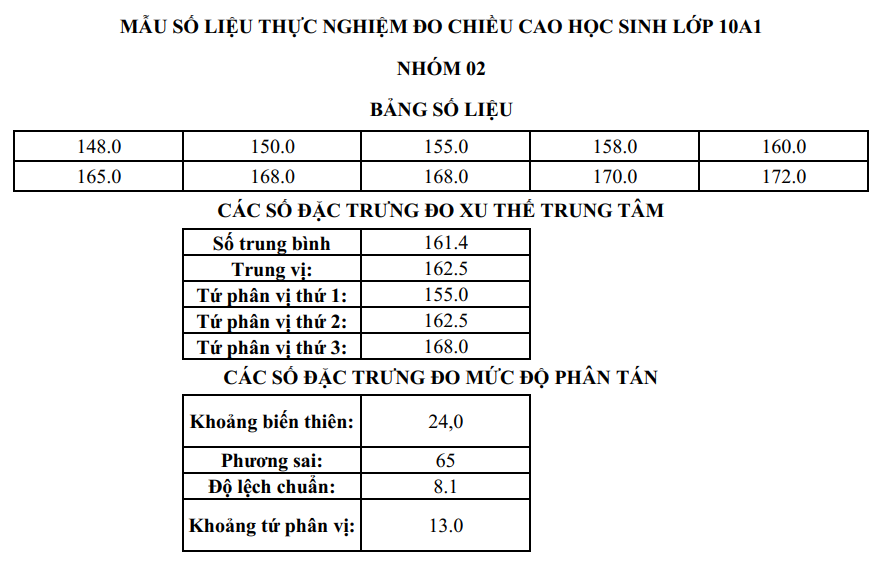 MẪU SỐ LIỆU THỰC NGHIỆM ĐO CHIỀU CAO HỌC SINH LỚP 10A1
NHÓM 02
BẢNG SỐ LIỆU
148.0 150.0 155.0 158.0 160.0
165.0 168.0 168.0 170.0 172.0
CÁC SỐ ĐẶC TRƯNG ĐO XU THẾ TRUNG TÂM
Số trung bình 161.4
Trung vị: 162.5
Tứ phân vị thứ 1: 155.0
Tứ phân vị thứ 2: 162.5
Tứ phân vị thứ 3: 168.0
CÁC SỐ ĐẶC TRƯNG ĐO MỨC ĐỘ PHÂN TÁN
Khoảng biến thiên: 24,0
Phương sai: 65
Độ lệch chuẩn: 8.1
Khoảng tứ phân vị: 13.0